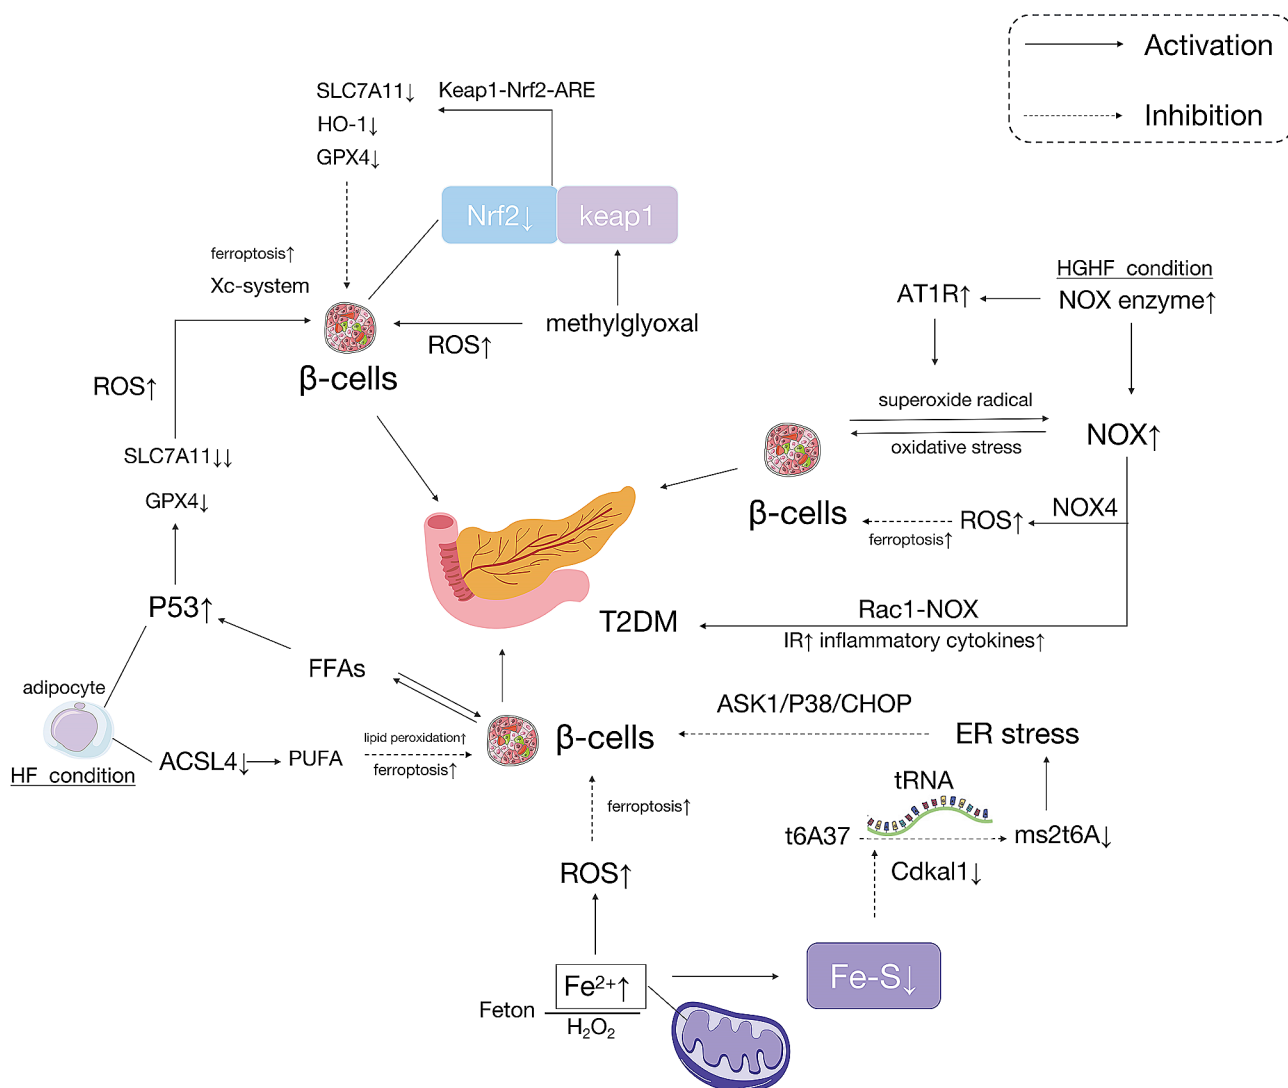 Activation
Inhibition
SLC7A11↓
Keap1-Nrf2-ARE
HO-1↓
GPX4↓
Nrf2↓
keap1
ferroptosis↑
Xc-system
methylglyoxal
ROS↑
β-cells
ROS↑
SLC7A11↓↓
GPX4↓
P53↑
adipocyte
HF condition
FFAs
ACSL4↓
PUFA
lipid peroxidation↑
ferroptosis↑
β-cells
T2DM
HGHF condition
NOX enzyme↑
AT1R↑
superoxide radical
oxidative stress
NOX↑
β-cells
NOX4
ROS↑
ferroptosis↑
Rac1-NOX
IR↑ inflammatory cytokines↑
ASK1/P38/CHOP
ER stress
tRNA
t6A37
ms2t6A↓
Cdkal1↓
ferroptosis↑
ROS↑
Fe-S↓
Fe²⁺↑
Feton
H₂O₂